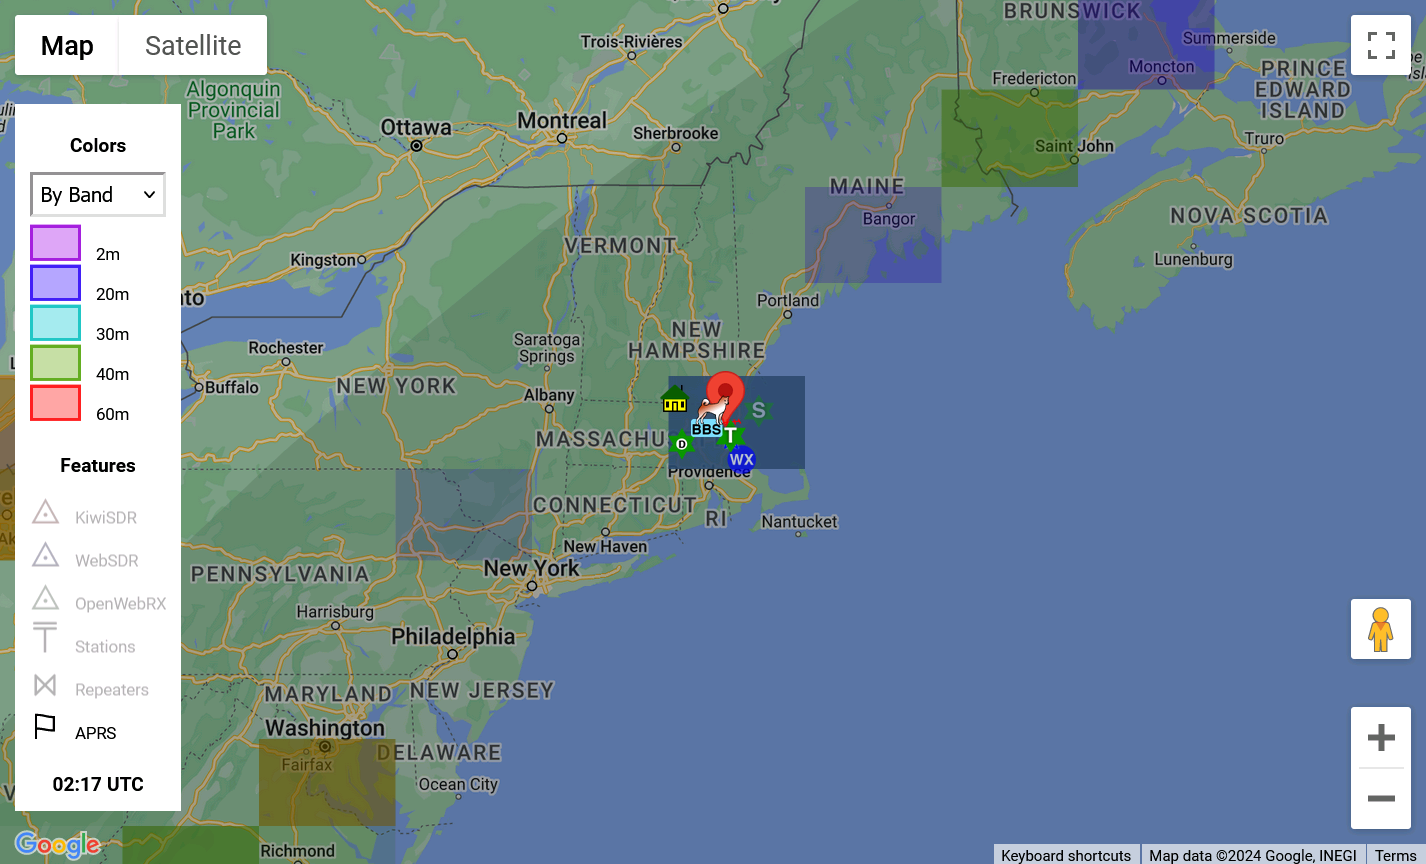 Map
Satellite
Colors
By Band
2m
20m
30m
40m
60m
Features
KiwiSDR
WebSDR
OpenWebRX
Stations
Repeaters
APRS
02:17 UTC
BRUNSWICK
Trois-Rivières
Summerside
Moncton
Fredericton
PRINCE
EDWARD
ISLAND
Algonquin
Provincial
Park
Ottawa
Montreal
Sherbrooke
Saint John
Truro
MAINE
Bangor
NOVA SCOTIA
VERMONT
Kingston
Lunenburg
nto
Portland
Rochester
Saratoga
Springs
NEW
HAMPSHIRE
Buffalo
NEW YORK
Albany
S
BBS
T
D
MASSACHU
WX
Providence
CONNECTICUT
RI
Nantucket
New Haven
PENNSYLVANIA
New York
Harrisburg
Philadelphia
MARYLAND
NEW JERSEY
Washington
Fairfax
DELAWARE
Ocean City
Richmond
Google
Keyboard shortcuts
Map data ©2024 Google, INEGI
Terms